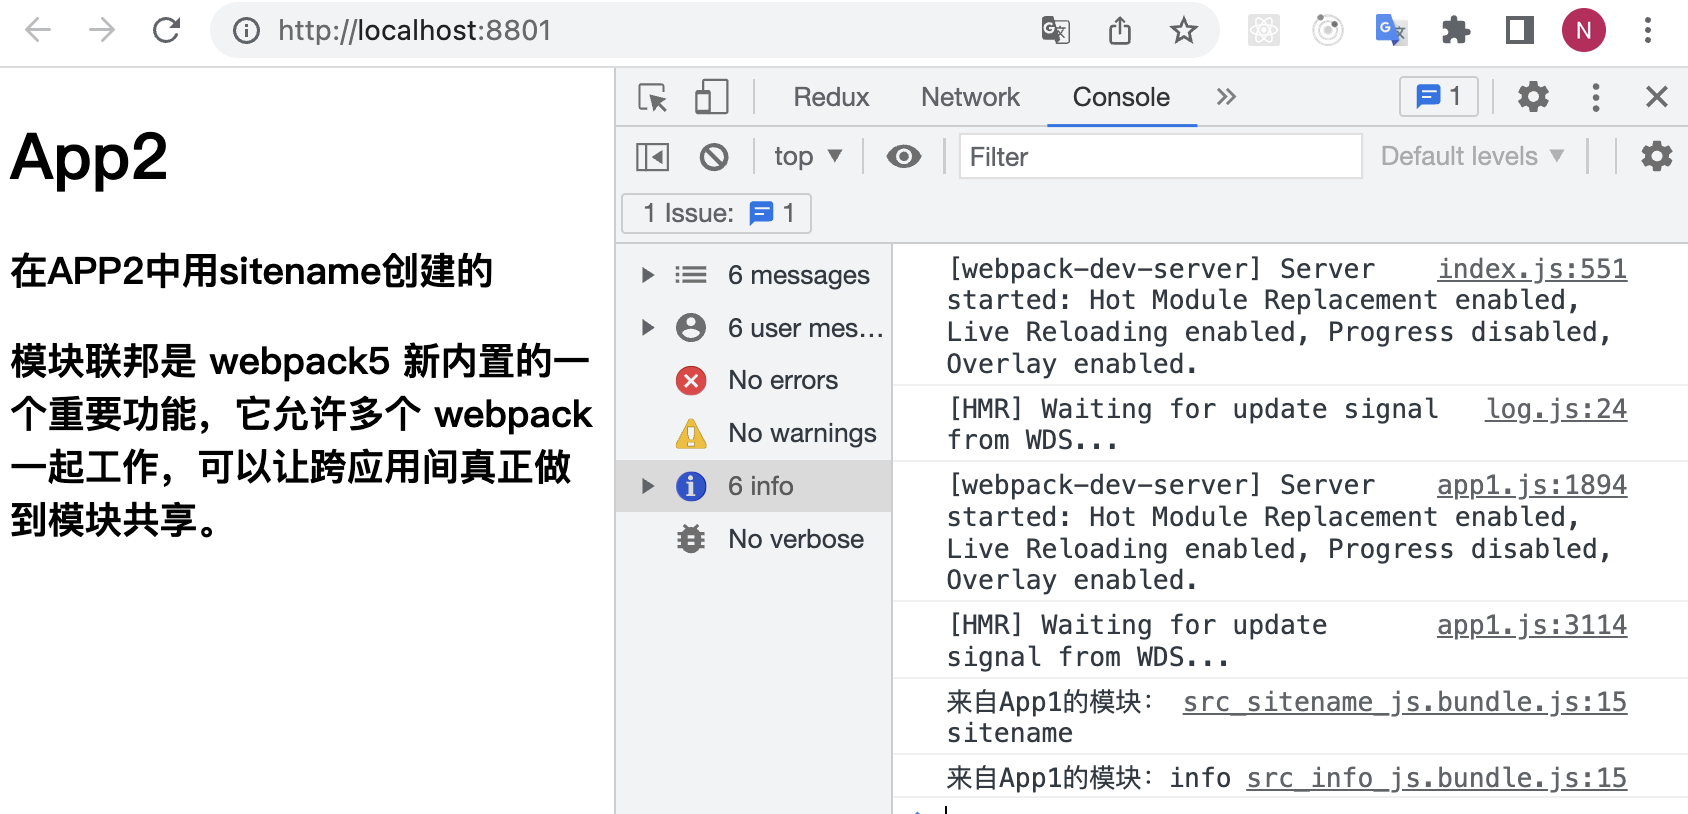 http://localhost:8801
N
Redux Network Console 1
top Filter Default levels
1 Issue: 1
App2
在APP2中用sitename创建的
模块联邦是 webpack5 新内置的一
个重要功能，它允许多个 webpack
一起工作，可以让跨应用间真正做
到模块共享。
6 messages
6 user mes...
No errors
No warnings
6 info
No verbose
[webpack-dev-server] Server index.js:551
started: Hot Module Replacement enabled,
Live Reloading enabled, Progress disabled,
Overlay enabled.
[HMR] Waiting for update signal log.js:24
from WDS...
[webpack-dev-server] Server app1.js:1894
started: Hot Module Replacement enabled,
Live Reloading enabled, Progress disabled,
Overlay enabled.
[HMR] Waiting for update app1.js:3114
signal from WDS...
来自App1的模块： src_sitename_js.bundle.js:15
sitename
来自App1的模块：info src_info_js.bundle.js:15